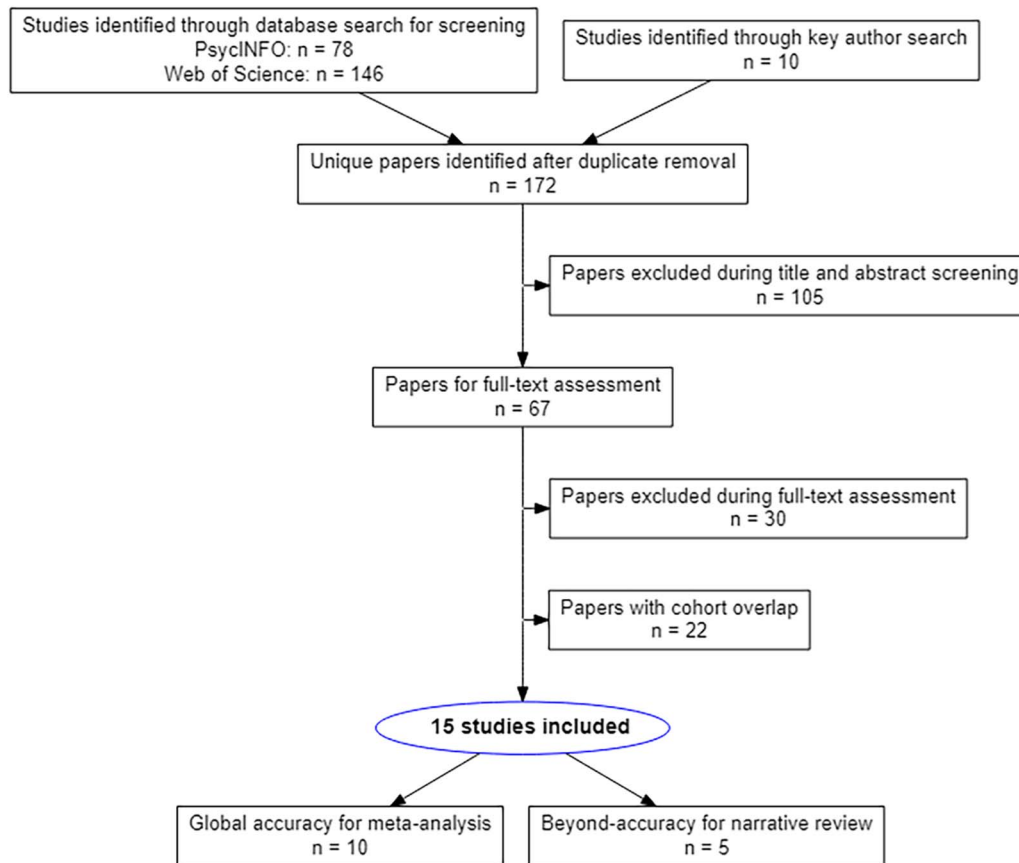 Studies identified through database search for screening
PsycINFO: n = 78
Web of Science: n = 146
Studies identified through key author search
n = 10
Unique papers identified after duplicate removal
n = 172
Papers excluded during title and abstract screening
n = 105
Papers for full-text assessment
n = 67
Papers excluded during full-text assessment
n = 30
Papers with cohort overlap
n = 22
15 studies included
Global accuracy for meta-analysis
n = 10
Beyond-accuracy for narrative review
n = 5